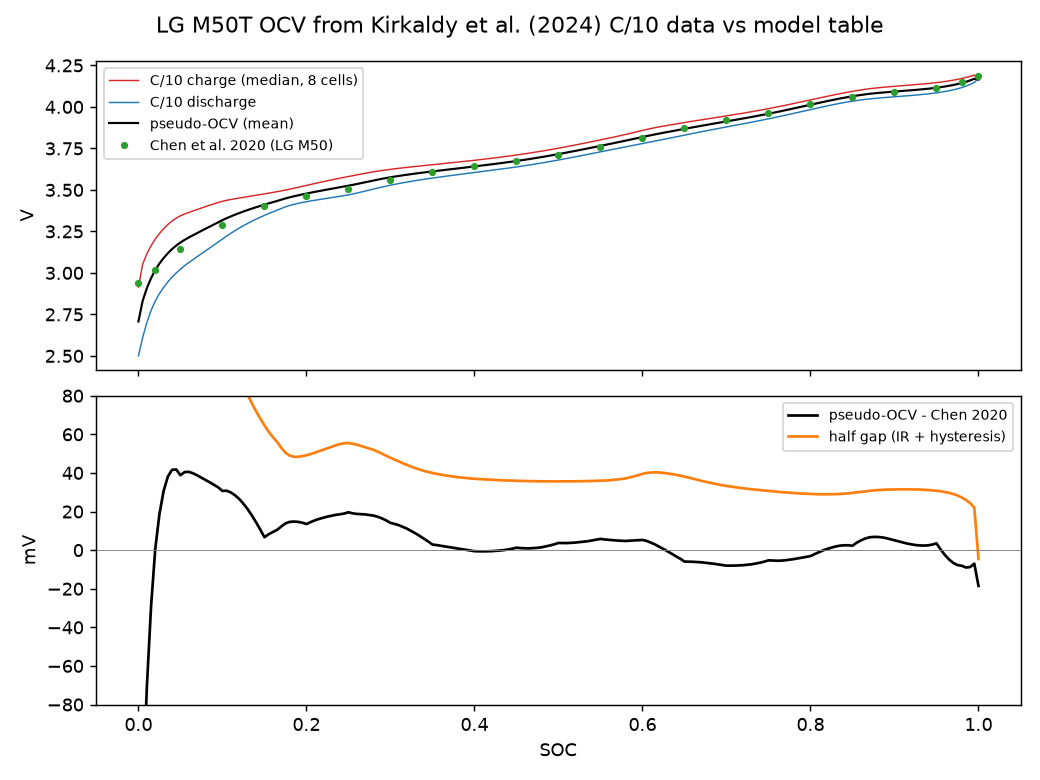 LG M50T OCV from Kirkaldy et al. (2024) C/10 data vs model table
4.25
4.00
3.75
3.50
3.25
3.00
2.75
2.50
V
C/10 charge (median, 8 cells)
C/10 discharge
pseudo-OCV (mean)
Chen et al. 2020 (LG M50)
80
60
40
20
0
−20
−40
−60
−80
mV
pseudo-OCV - Chen 2020
half gap (IR + hysteresis)
0.0
0.2
0.4
0.6
0.8
1.0
SOC